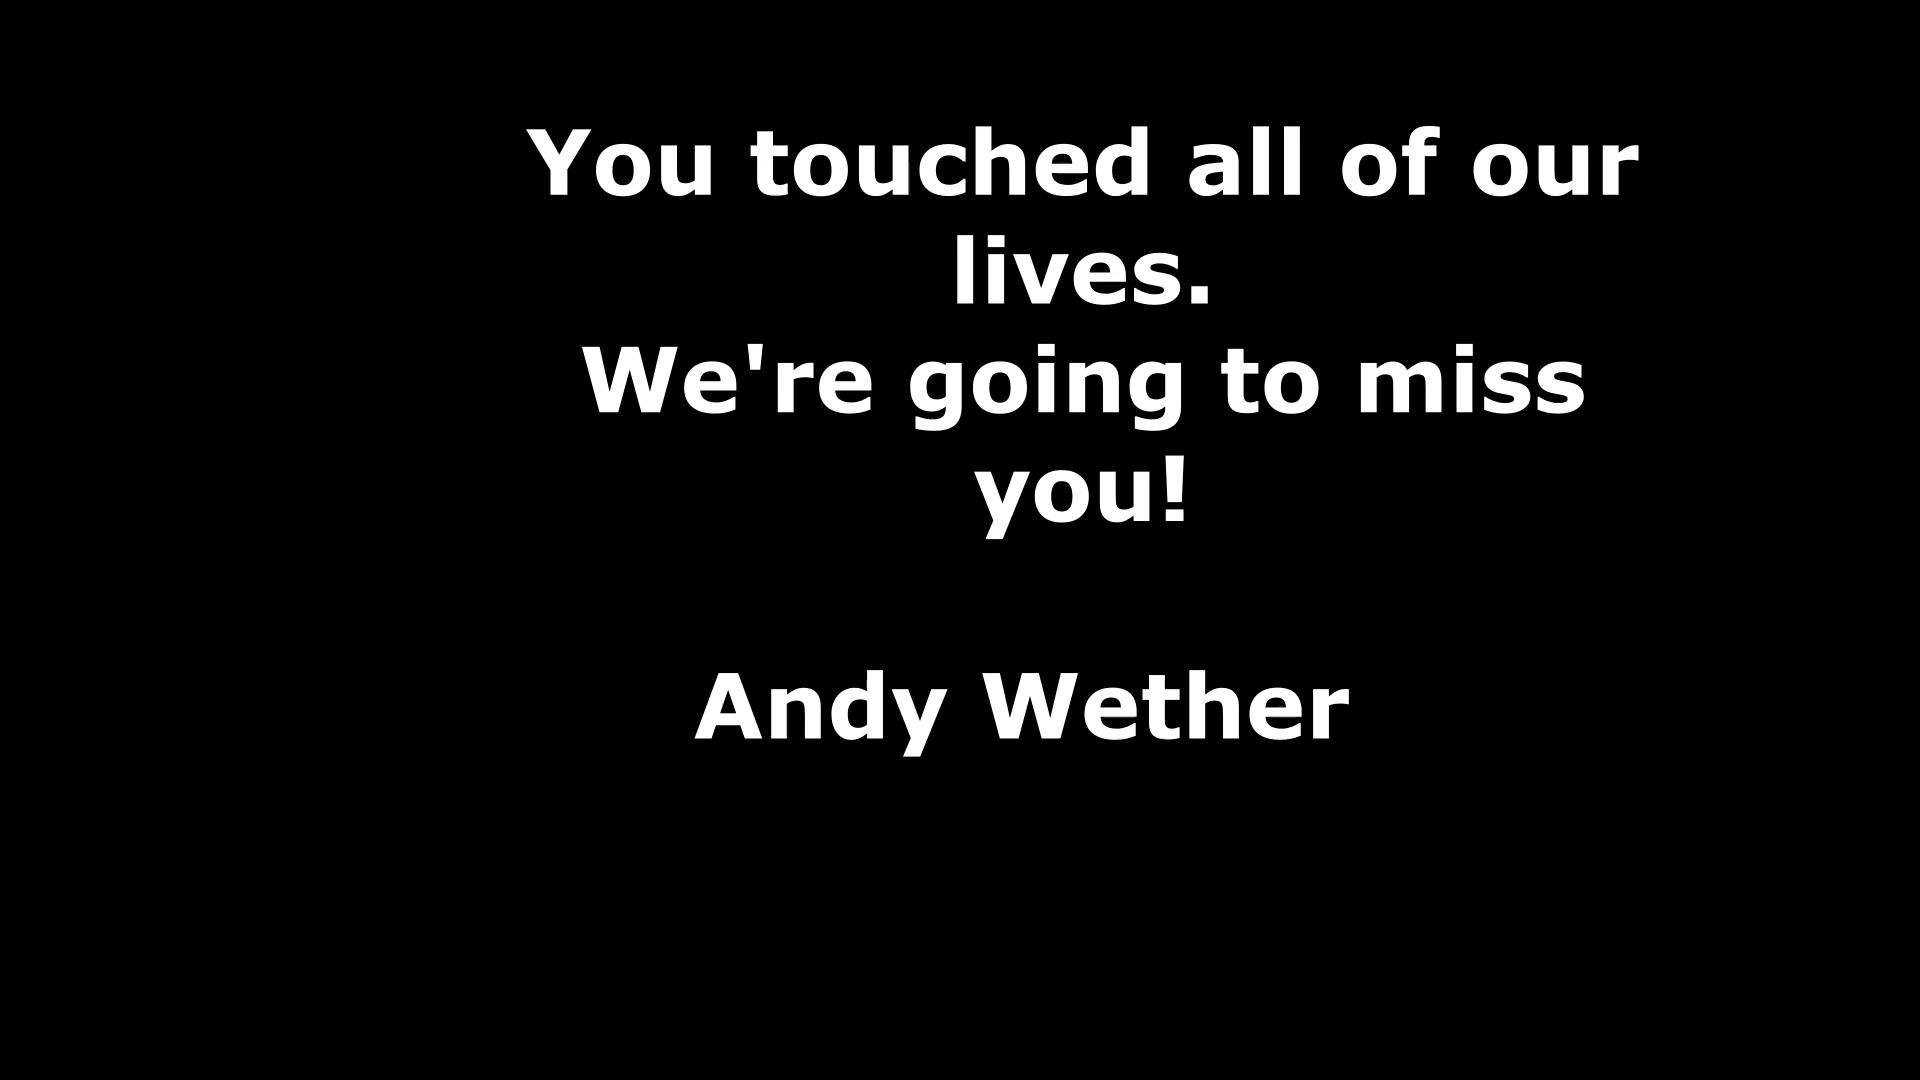 You touched all of our
lives.
We're going to miss
you!
Andy Wether